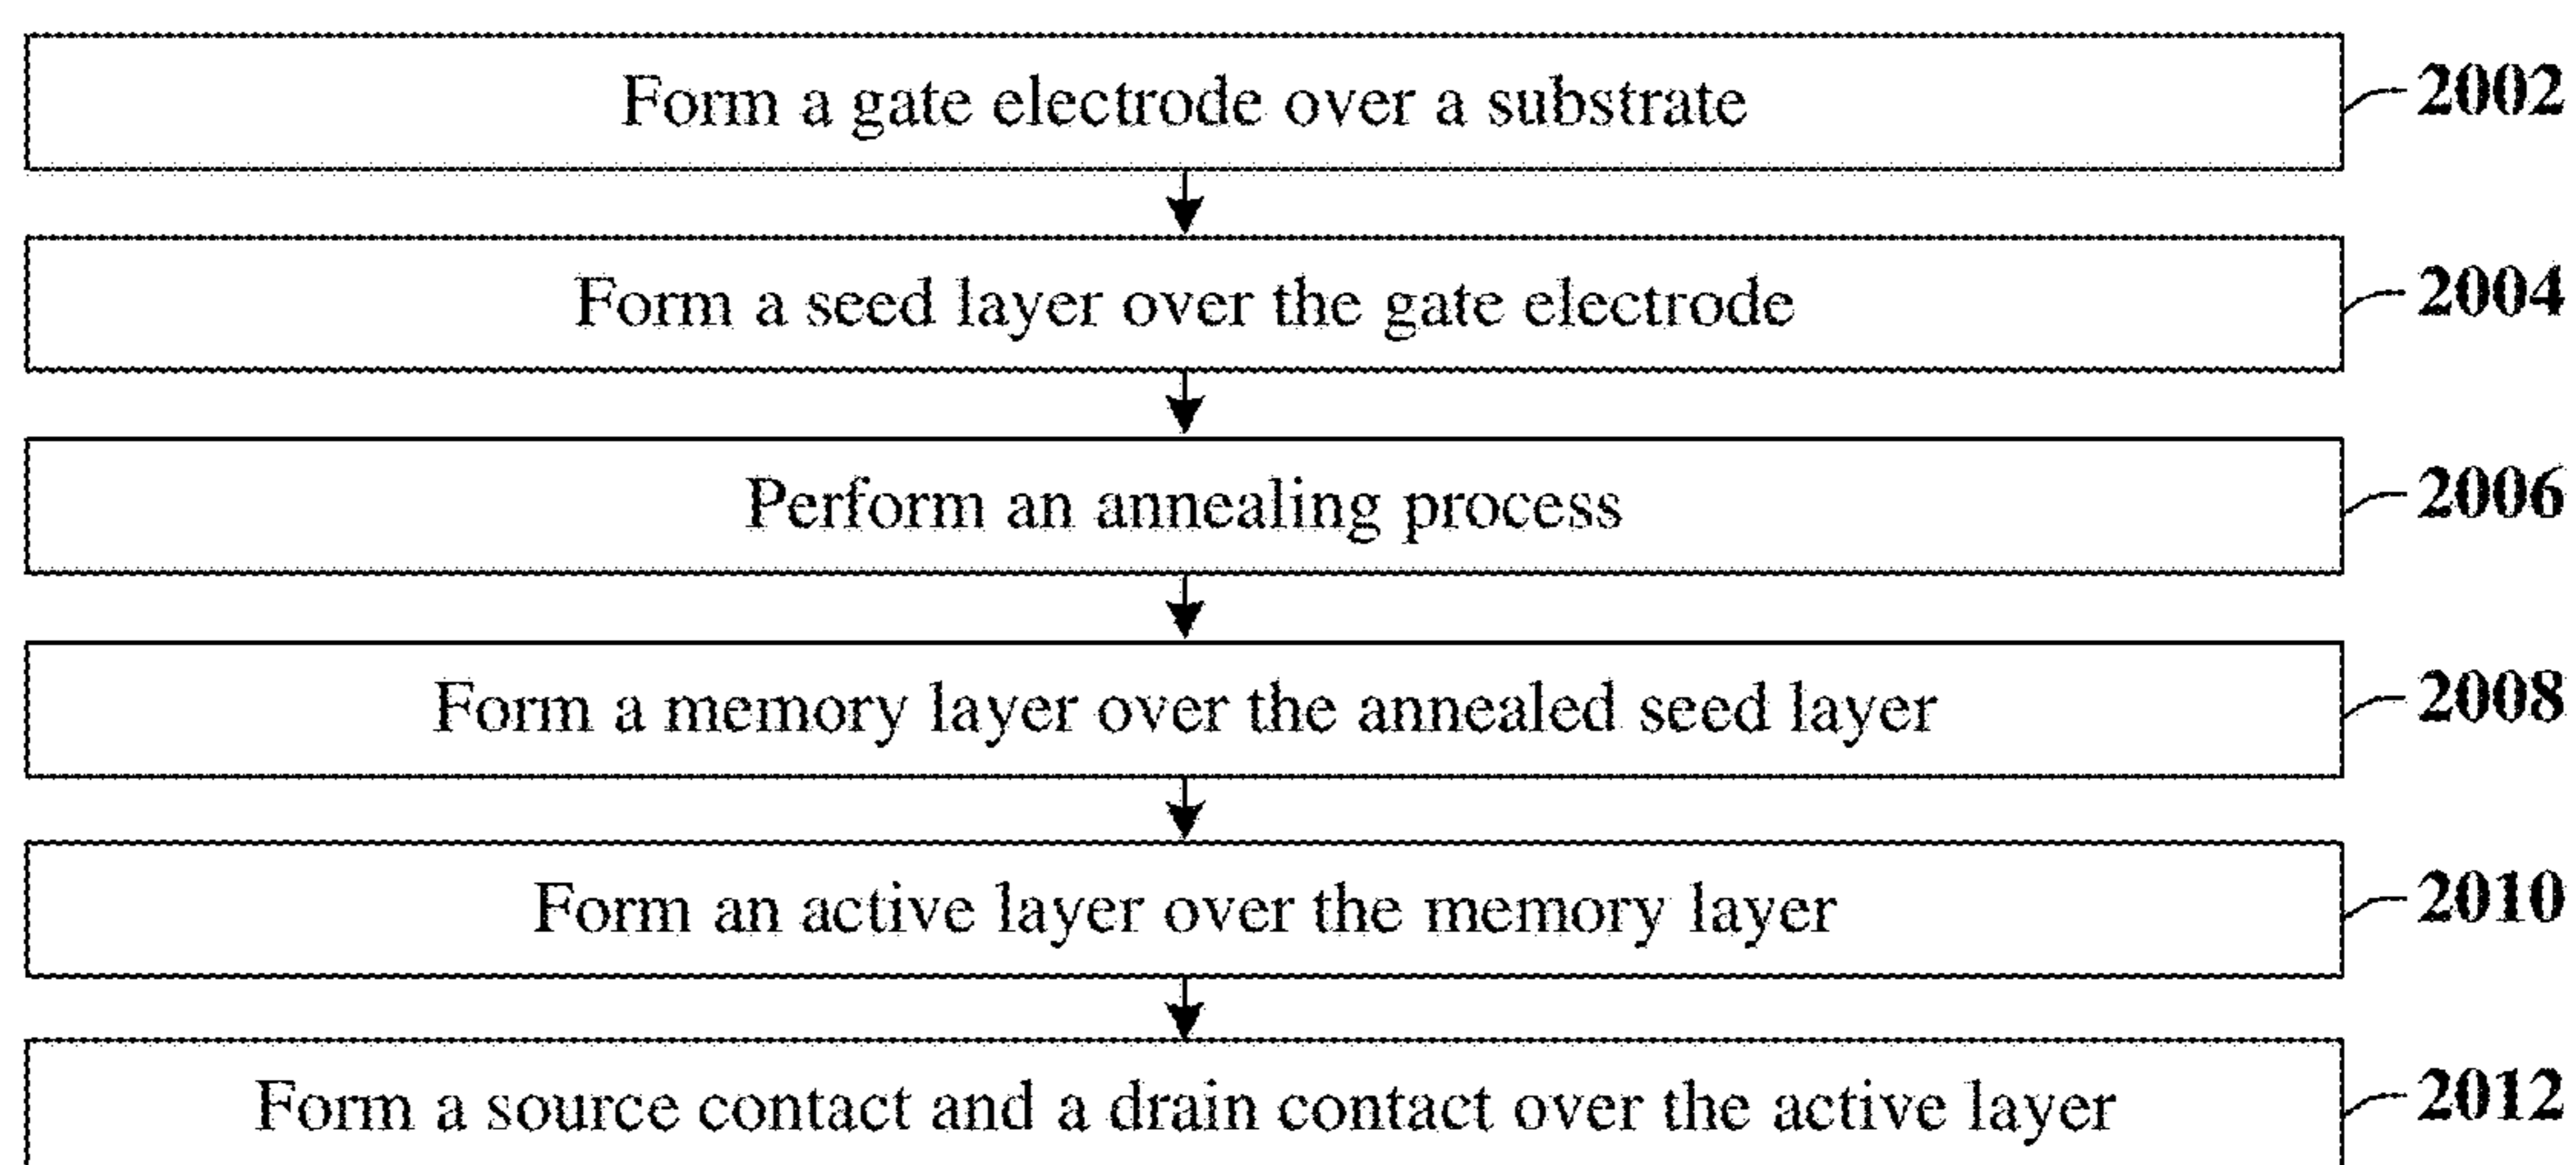 Form a gate electrode over a substrate
2002
Form a seed layer over the gate electrode
2004
Perform an annealing process
2006
Form a memory layer over the annealed seed layer
2008
Form an active layer over the memory layer
2010
Form a source contact and a drain contact over the active layer
2012